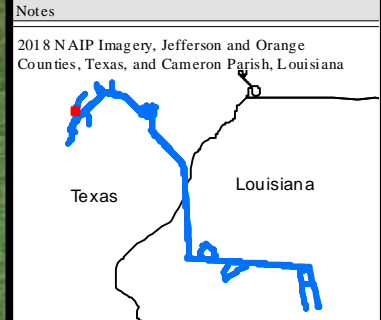 Notes
2018 NAIP Imagery, Jefferson and Orange
Counties, Texas, and Cameron Parish, Louisiana
Texas
Louisiana